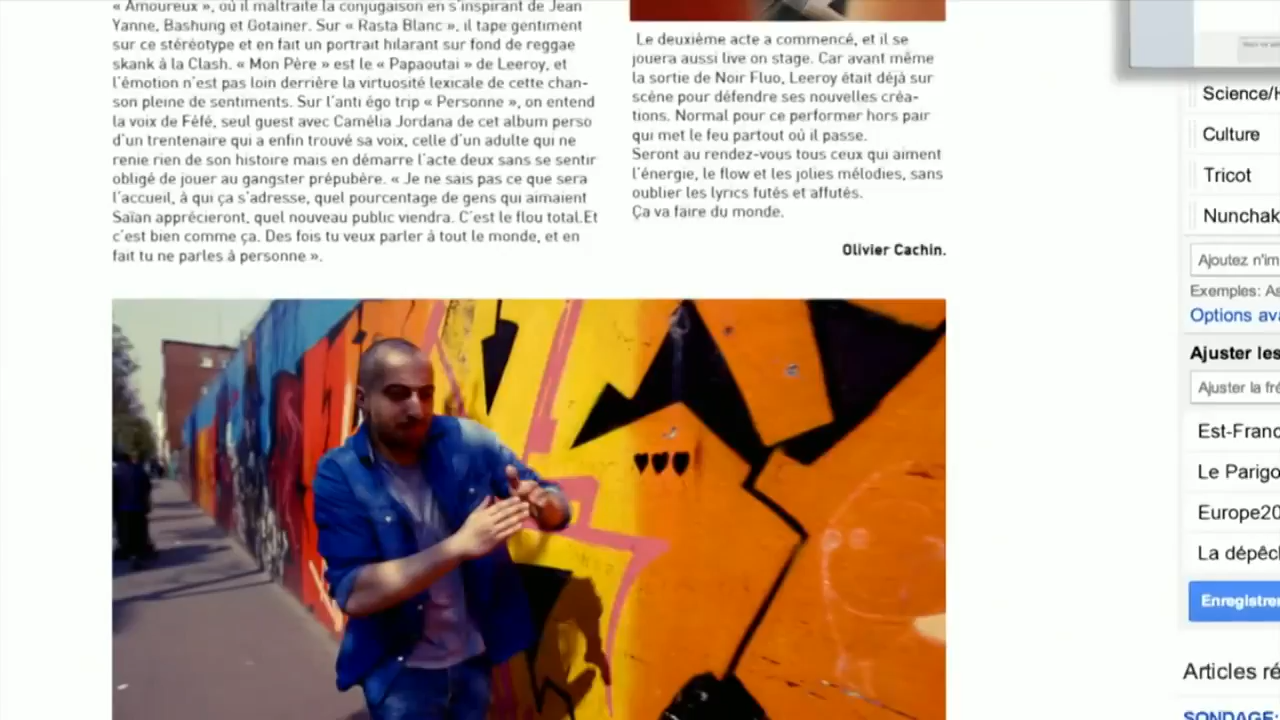 « Amoureux », où il maltraite la conjugaison en s'inspirant de Jean
Yanne, Bashung et Gotainer. Sur « Rasta Blanc », il tape gentiment
sur ce stéréotype et en fait un portrait hilarant sur fond de reggae
skank à la Clash. « Mon Père » est le « Papaoutai » de Leeroy, et
l'émotion n'est pas loin derrière la virtuosité lexicale de cette chan-
son pleine de sentiments. Sur l'anti égo trip « Personne », on entend
la voix de Féfé, seul guest avec Camélia Jordana de cet album perso
d'un trentenaire qui a enfin trouvé sa voix, celle d'un adulte qui ne
renie rien de son histoire mais en démarre l'acte deux sans se sentir
obligé de jouer au gangster prépubère. « Je ne sais pas ce que sera
l'accueil, à qui ça s'adresse, quel pourcentage de gens qui aimaient
Saïan apprécieront, quel nouveau public viendra. C'est le flou total.Et
c'est bien comme ça. Des fois tu veux parler à tout le monde, et en
fait tu ne parles à personne ».
Le deuxième acte a commencé, et il se
jouera aussi live on stage. Car avant même
la sortie de Noir Fluo, Leeroy était déjà sur
scène pour défendre ses nouvelles créa-
tions. Normal pour ce performer hors pair
qui met le feu partout où il passe.
Seront au rendez-vous tous ceux qui aiment
l'énergie, le flow et les jolies mélodies, sans
oublier les lyrics futés et affutés.
Ça va faire du monde.
Olivier Cachin.
Science/H
Culture
Tricot
Nunchak
Ajoutez n'im
Exemples: As
Options ava
Ajuster les
Ajuster la fré
Est-Franc
Le Parigo
Europe20
La dépêch
Enregistrer
Articles ré
SONDAGE: